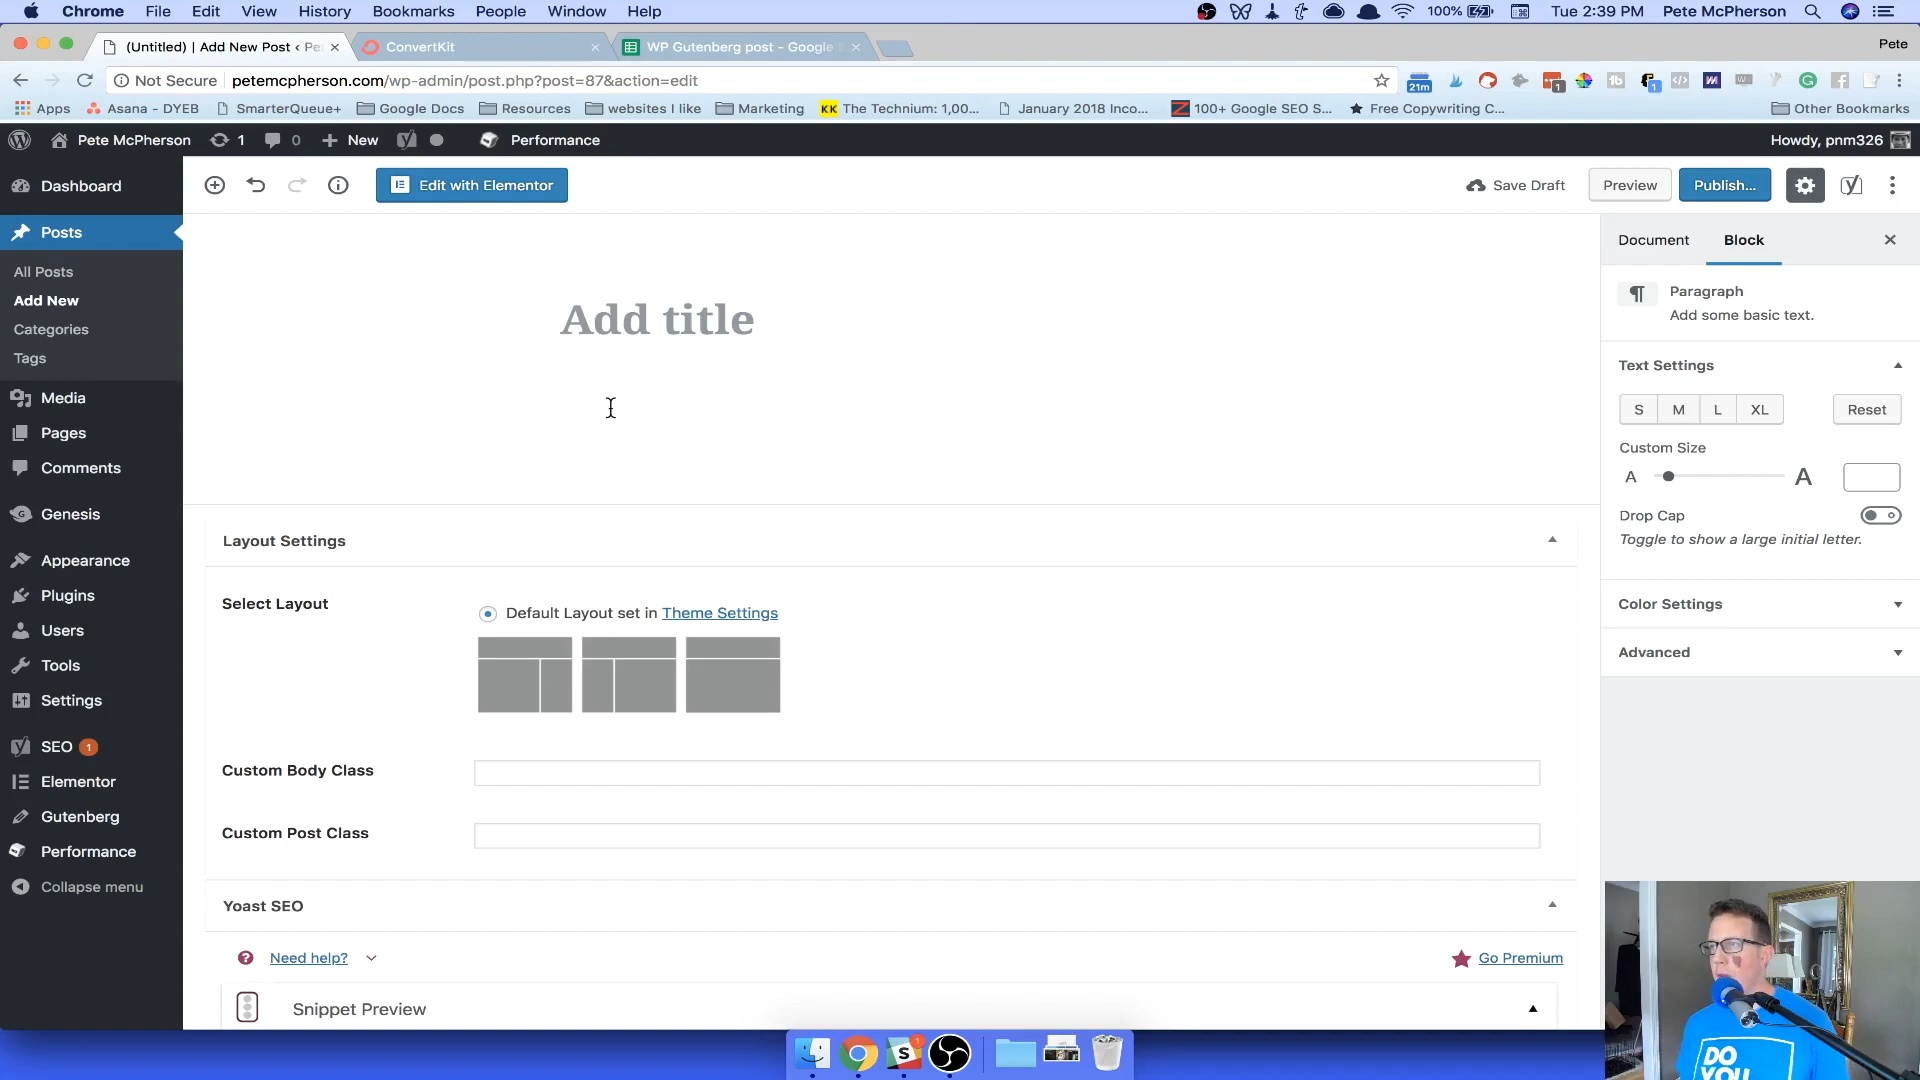 Chrome File Edit View History Bookmarks People Window Help
100% Tue 2:39 PM Pete McPherson
(Untitled) | Add New Post ‹ Pe
ConvertKit
WP Gutenberg post - Google
Pete
Not Secure petemcpherson.com/wp-admin/post.php?post=87&action=edit
21m
1
1
Apps Asana - DYEB SmarterQueue+ Google Docs Resources websites I like Marketing KK The Technium: 1,00... January 2018 Inco... 100+ Google SEO S... Free Copywriting C... Other Bookmarks
Pete McPherson 1 0 New Performance Howdy, pnm326
Dashboard
Posts
All Posts
Add New
Categories
Tags
Media
Pages
Comments
Genesis
Appearance
Plugins
Users
Tools
Settings
SEO 1
Elementor
Gutenberg
Performance
Collapse menu
Edit with Elementor
Save Draft Preview Publish...
Add title
Layout Settings
Select Layout
Default Layout set in Theme Settings
Custom Body Class
Custom Post Class
Yoast SEO
Need help?
Go Premium
Snippet Preview
Document Block
Paragraph
Add some basic text.
Text Settings
S M L XL Reset
Custom Size
A A
Drop Cap
Toggle to show a large initial letter.
Color Settings
Advanced
S 1
DO
YOU